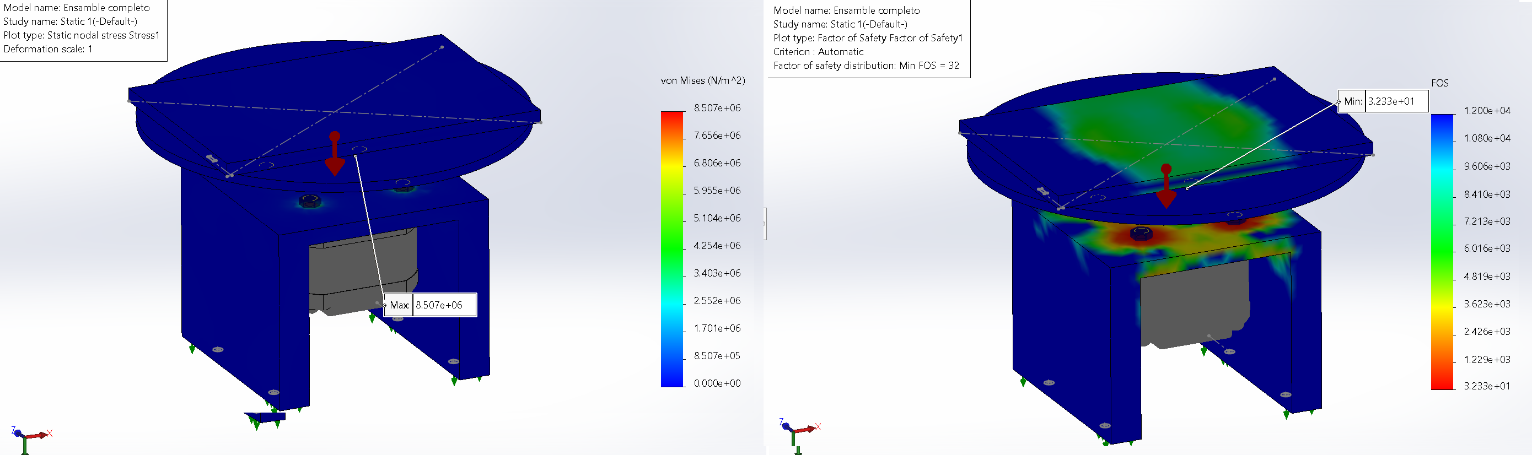 Model name: Ensamble completo
Study name: Static 1(-Default-)
Plot type: Static nodal stress Stress1
Deformation scale: 1
von Mises (N/m^2)
8.507e+06
7.656e+06
6.806e+06
5.955e+06
5.104e+06
4.254e+06
3.403e+06
2.552e+06
1.701e+06
8.507e+05
0.000e+00
Max: 8.507e+06
Z
X
Model name: Ensamble completo
Study name: Static 1(-Default-)
Plot type: Factor of Safety Factor of Safety1
Criterion : Automatic
Factor of safety distribution: Min FOS = 32
FOS
Min: 3.233e+01
1.200e+04
1.080e+04
9.606e+03
8.410e+03
7.213e+03
6.016e+03
4.819e+03
3.623e+03
2.426e+03
1.229e+03
3.233e+01
Z
X